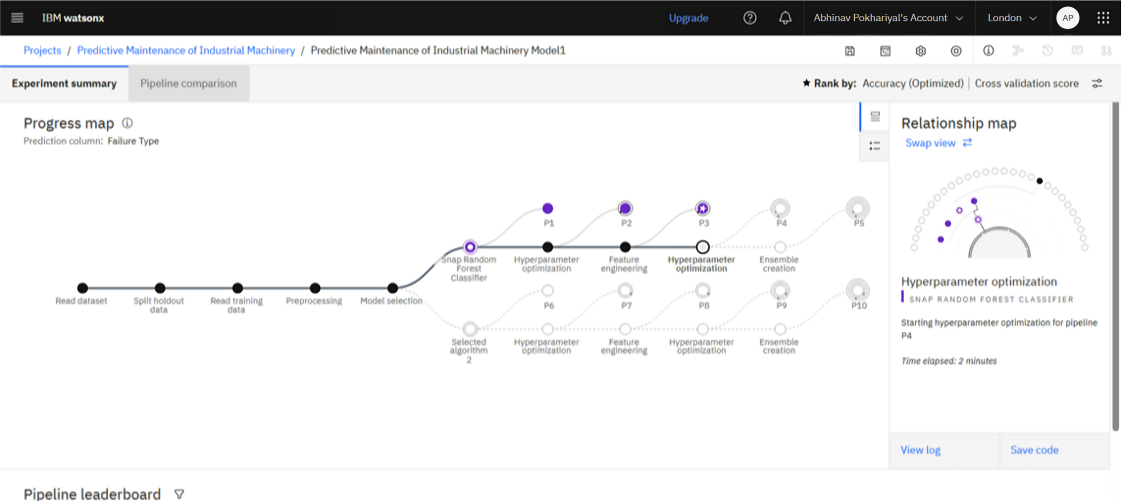 IBM watsonx
Upgrade
Abhinav Pokhariyal's Account
London
AP
Projects / Predictive Maintenance of Industrial Machinery / Predictive Maintenance of Industrial Machinery Model1
Experiment summary
Pipeline comparison
Rank by: Accuracy (Optimized) | Cross validation score
Progress map
Prediction column: Failure Type
P1
P2
P3
P4
P5
Snap Random
Forest
Classifier
Hyperparameter
optimization
Feature
engineering
Hyperparameter
optimization
Ensemble
creation
Read dataset
Split holdout
data
Read training
data
Preprocessing
Model selection
P6
P7
P8
P9
P10
Selected
algorithm
2
Hyperparameter
optimization
Feature
engineering
Hyperparameter
optimization
Ensemble
creation
Relationship map
Swap view
Hyperparameter optimization
SNAP RANDOM FOREST CLASSIFIER
Starting hyperparameter optimization for pipeline
P4
Time elapsed: 2 minutes
View log
Save code
Pipeline leaderboard